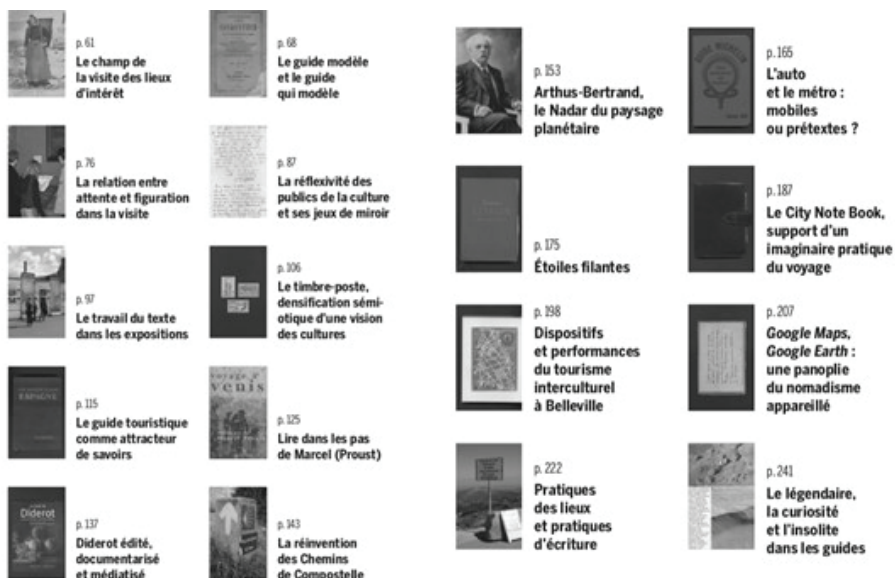 p. 61
Le champ de
la visite des lieux
d'intérêt
p. 68
Le guide modèle
et le guide
qui modèle
p. 76
La relation entre
attente et figuration
dans la visite
p. 87
La réflexivité des
publics de la culture
et ses jeux de miroir
p. 97
Le travail du texte
dans les expositions
p. 106
Le timbre-poste,
densification sémi-
otique d'une vision
des cultures
ESPAGNE
p. 115
Le guide touristique
comme attracteur
de savoirs
p. 125
Lire dans les pas
de Marcel (Proust)
Diderot
p. 137
Diderot édité,
documentarisé
et médiatisé
p. 143
La réinvention
des Chemins
de Compostelle
p. 153
Arthus-Bertrand,
le Nadar du paysage
planétaire
GUIDE MICHELIN
p. 165
L'auto
et le métro :
mobiles
ou prétextes ?
p. 175
Étoiles filantes
p. 187
Le City Note Book,
support d'un
imaginaire pratique
du voyage
p. 198
Dispositifs
et performances
du tourisme
interculturel
à Belleville
p. 207
Google Maps,
Google Earth :
une panoplie
du nomadisme
appareillé
p. 222
Pratiques
des lieux
et pratiques
d'écriture
p. 241
Le légendaire,
la curiosité
et l'insolite
dans les guides